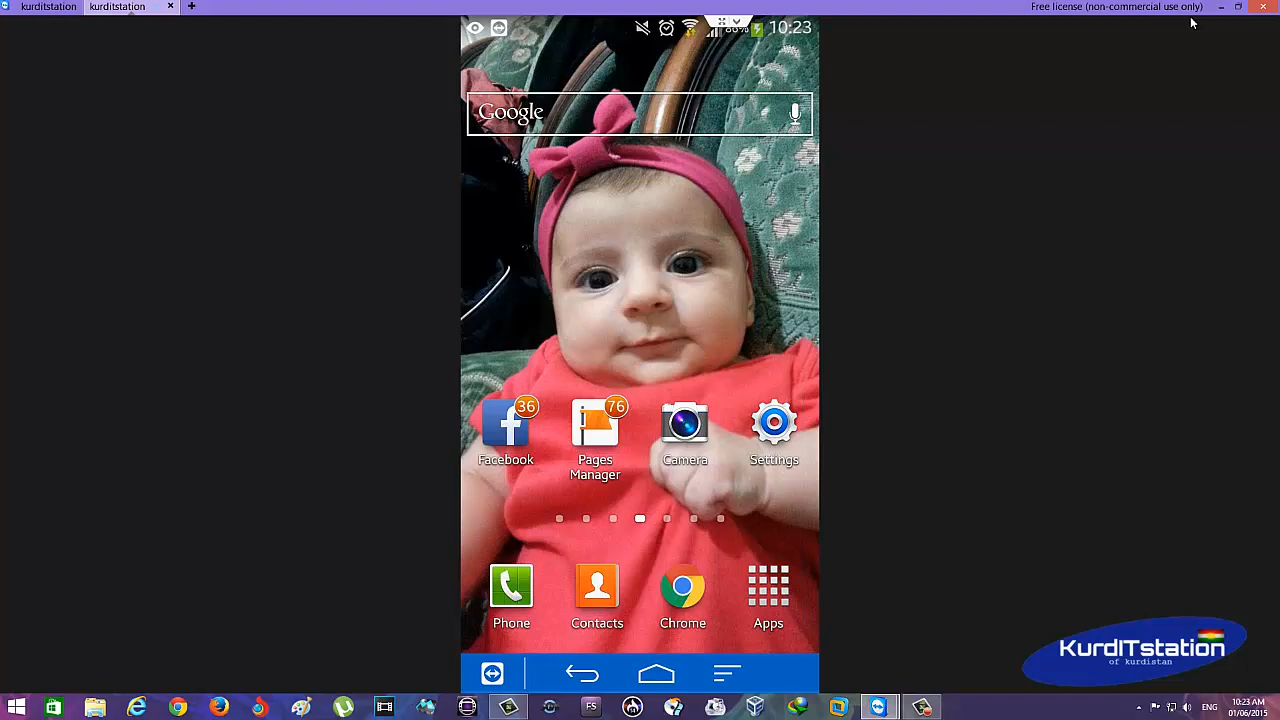 kurditstation
kurditstation
Free license (non-commercial use only)
10:23
Google
36
76
Facebook
Pages
Manager
Camera
Settings
Phone
Contacts
Chrome
Apps
KurdITstation
of kurdistan
FS
ENG
10:23 AM
01/06/2015